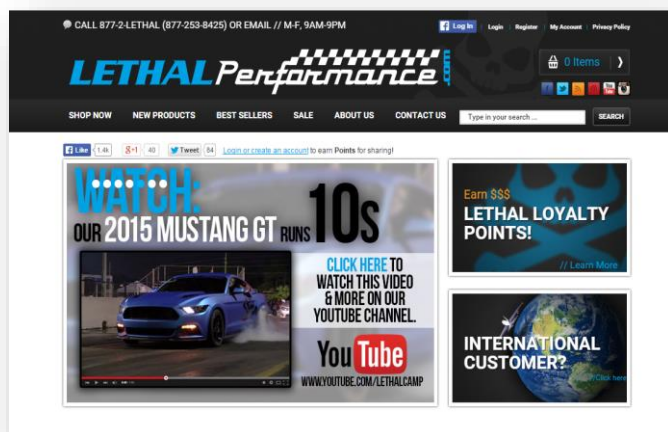 CALL 877-2-LETHAL (877-253-8425) OR EMAIL // M-F, 9AM-9PM
Log In
Login
Register
My Account
Privacy Policy
LETHAL Performance .com
0 Items
SHOP NOW
NEW PRODUCTS
BEST SELLERS
SALE
ABOUT US
CONTACT US
Type in your search ...
SEARCH
Like 1.4k
+1 40
Tweet 84
Login or create an account to earn Points for sharing!
WATCH:
OUR 2015 MUSTANG GT RUNS 10s
CLICK HERE TO
WATCH THIS VIDEO
& MORE ON OUR
YOUTUBE CHANNEL.
YouTube
WWW.YOUTUBE.COM/LETHALCAMP
Earn $$$
LETHAL LOYALTY
POINTS!
// Learn More
INTERNATIONAL
CUSTOMER?
//Click here